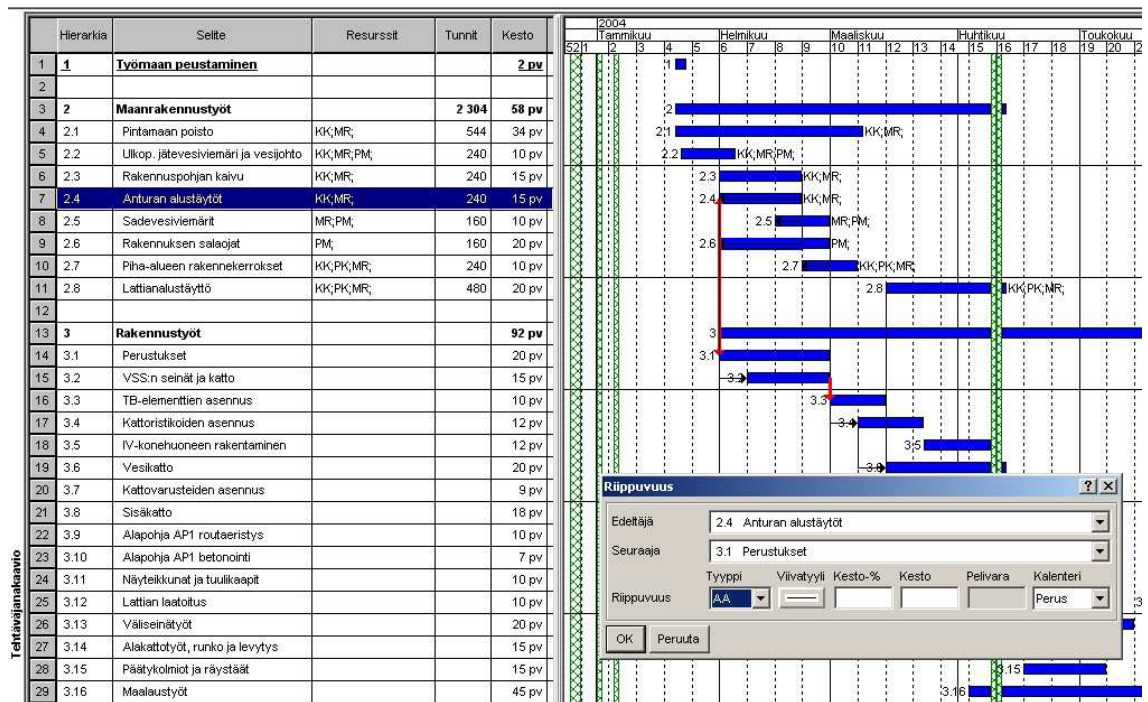 2004
Tammikuu Helmikuu Maaliskuu Huhtikuu Toukokuu
Hierarkia Selite Resurssit Tunnit Kesto
52 1 2 3 4 5 6 7 8 9 10 11 12 13 14 15 16 17 18 19 20
1 1 Työmaan peustaminen 2 pv 1
2
3 2 Maanrakennustyöt 2 304 58 pv 2
4 2.1 Pintamaan poisto KK;MR; 544 34 pv 2.1 KK;MR;
5 2.2 Ulkop. jätevesiviemäri ja vesijohto KK;MR;PM; 240 10 pv 2.2 KK;MR;PM;
6 2.3 Rakennuspohjan kaivu KK;MR; 240 15 pv 2.3 KK;MR;
7 2.4 Anturan alustäytöt KK;MR; 240 15 pv 2.4 KK;MR;
8 2.5 Sadevesiviemärit MR;PM; 160 10 pv 2.5 MR;PM;
9 2.6 Rakennuksen salaojat PM; 160 20 pv 2.6 PM;
10 2.7 Piha-alueen rakennekerrokset KK;PK;MR; 240 10 pv 2.7 KK;PK;MR;
11 2.8 Lattianalustäyttö KK;PK;MR; 480 20 pv 2.8 KK;PK;MR;
12
13 3 Rakennustyöt 92 pv 3
14 3.1 Perustukset 20 pv 3.1
15 3.2 VSS:n seinät ja katto 15 pv 3.2
16 3.3 TB-elementtien asennus 10 pv 3.3
17 3.4 Kattoristikoiden asennus 12 pv 3.4
18 3.5 IV-konehuoneen rakentaminen 12 pv 3.5
19 3.6 Vesikatto 20 pv 3.6
20 3.7 Kattovarusteiden asennus 9 pv
21 3.8 Sisäkatto 18 pv
22 3.9 Alapohja AP1 routaeristys 10 pv
23 3.10 Alapohja AP1 betonointi 7 pv
24 3.11 Näyteikkunat ja tuulikaapit 10 pv
25 3.12 Lattian laatoitus 10 pv
26 3.13 Väliseinätyöt 20 pv
27 3.14 Alakattotyöt, runko ja levytys 15 pv
28 3.15 Päätykolmiot ja räystäät 15 pv 3.15
29 3.16 Maalaustyöt 45 pv 3.16
Tehtäväjanakaavio
Riippuvuus
Edeltäjä 2.4 Anturan alustäytöt
Seuraaja 3.1 Perustukset
Tyyppi Viivatyyli Kesto-% Kesto Pelivara Kalenteri
Riippuvuus AA Perus
OK Peruuta